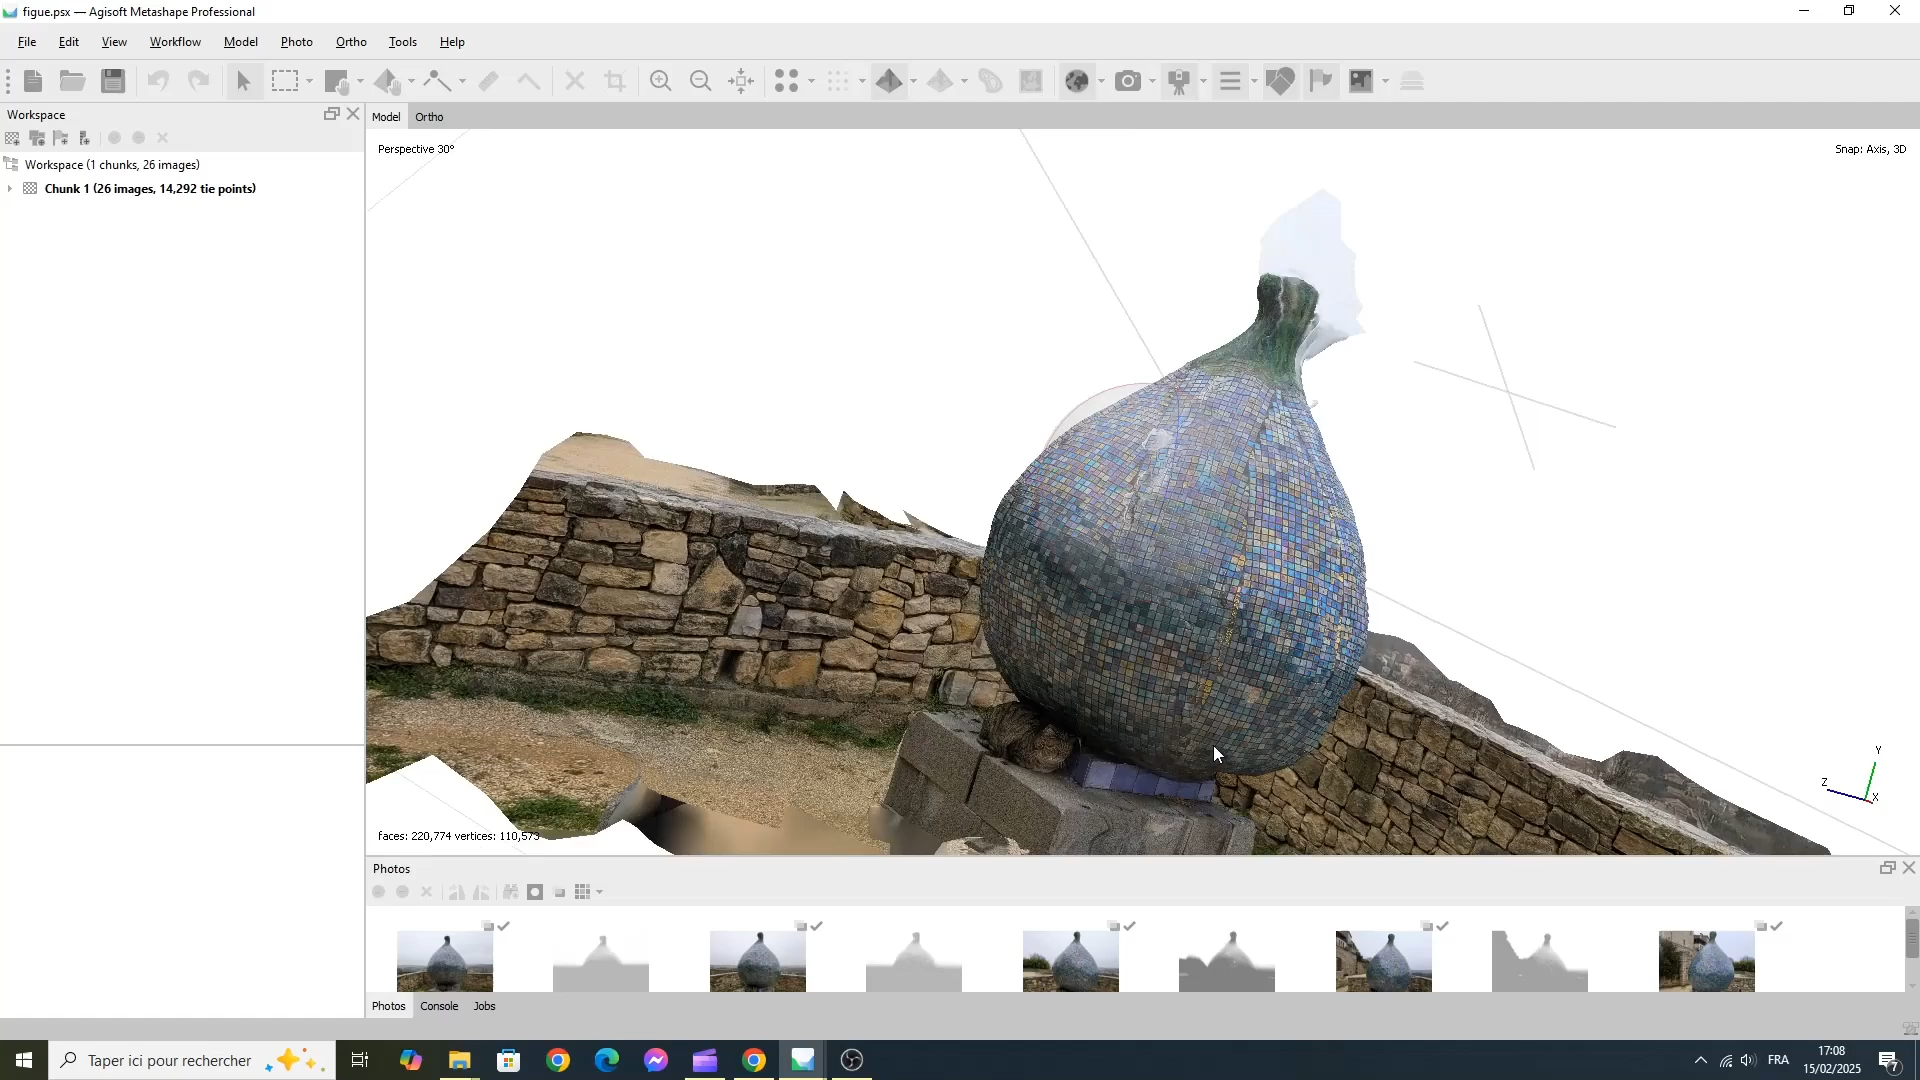 figue.psx — Agisoft Metashape Professional
File Edit View Workflow Model Photo Ortho Tools Help
Workspace
Model Ortho
Perspective 30°
Snap: Axis, 3D
Workspace (1 chunks, 26 images)
Chunk 1 (26 images, 14,292 tie points)
Y
Z
X
faces: 220,774 vertices: 110,573
Photos
Photos Console Jobs
Taper ici pour rechercher
FRA
17:08
15/02/2025
7